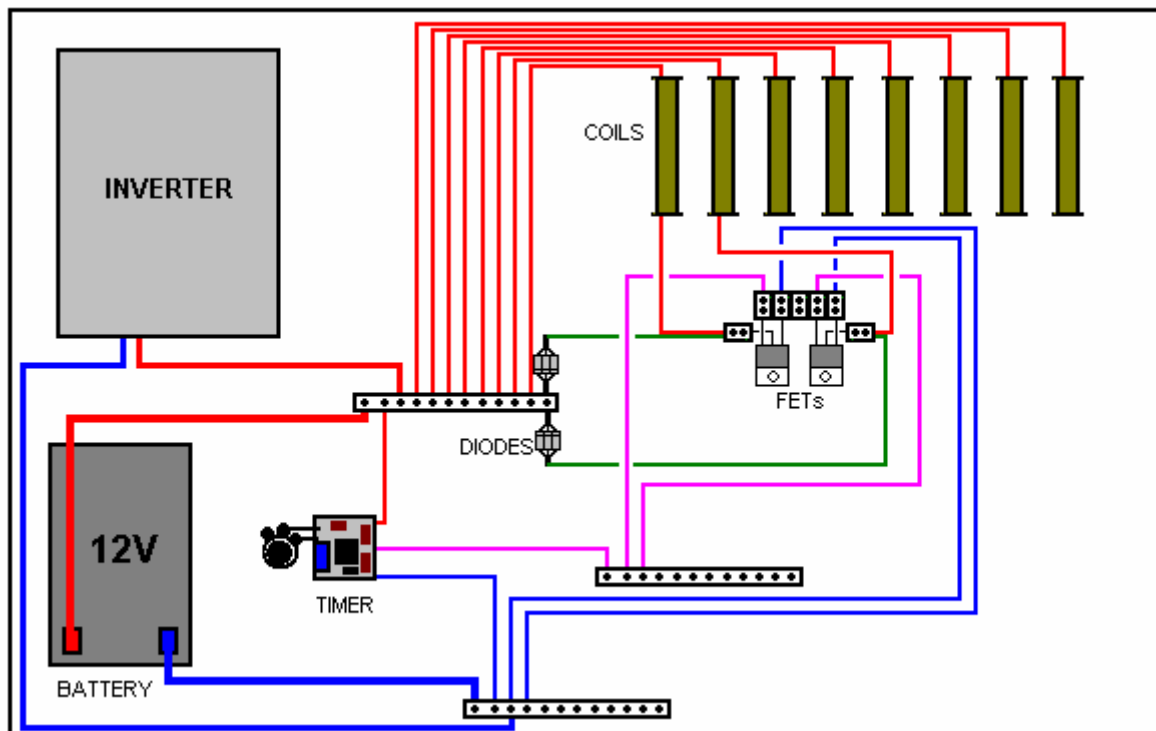 COILS
INVERTER
FETs
DIODES
12V
TIMER
BATTERY